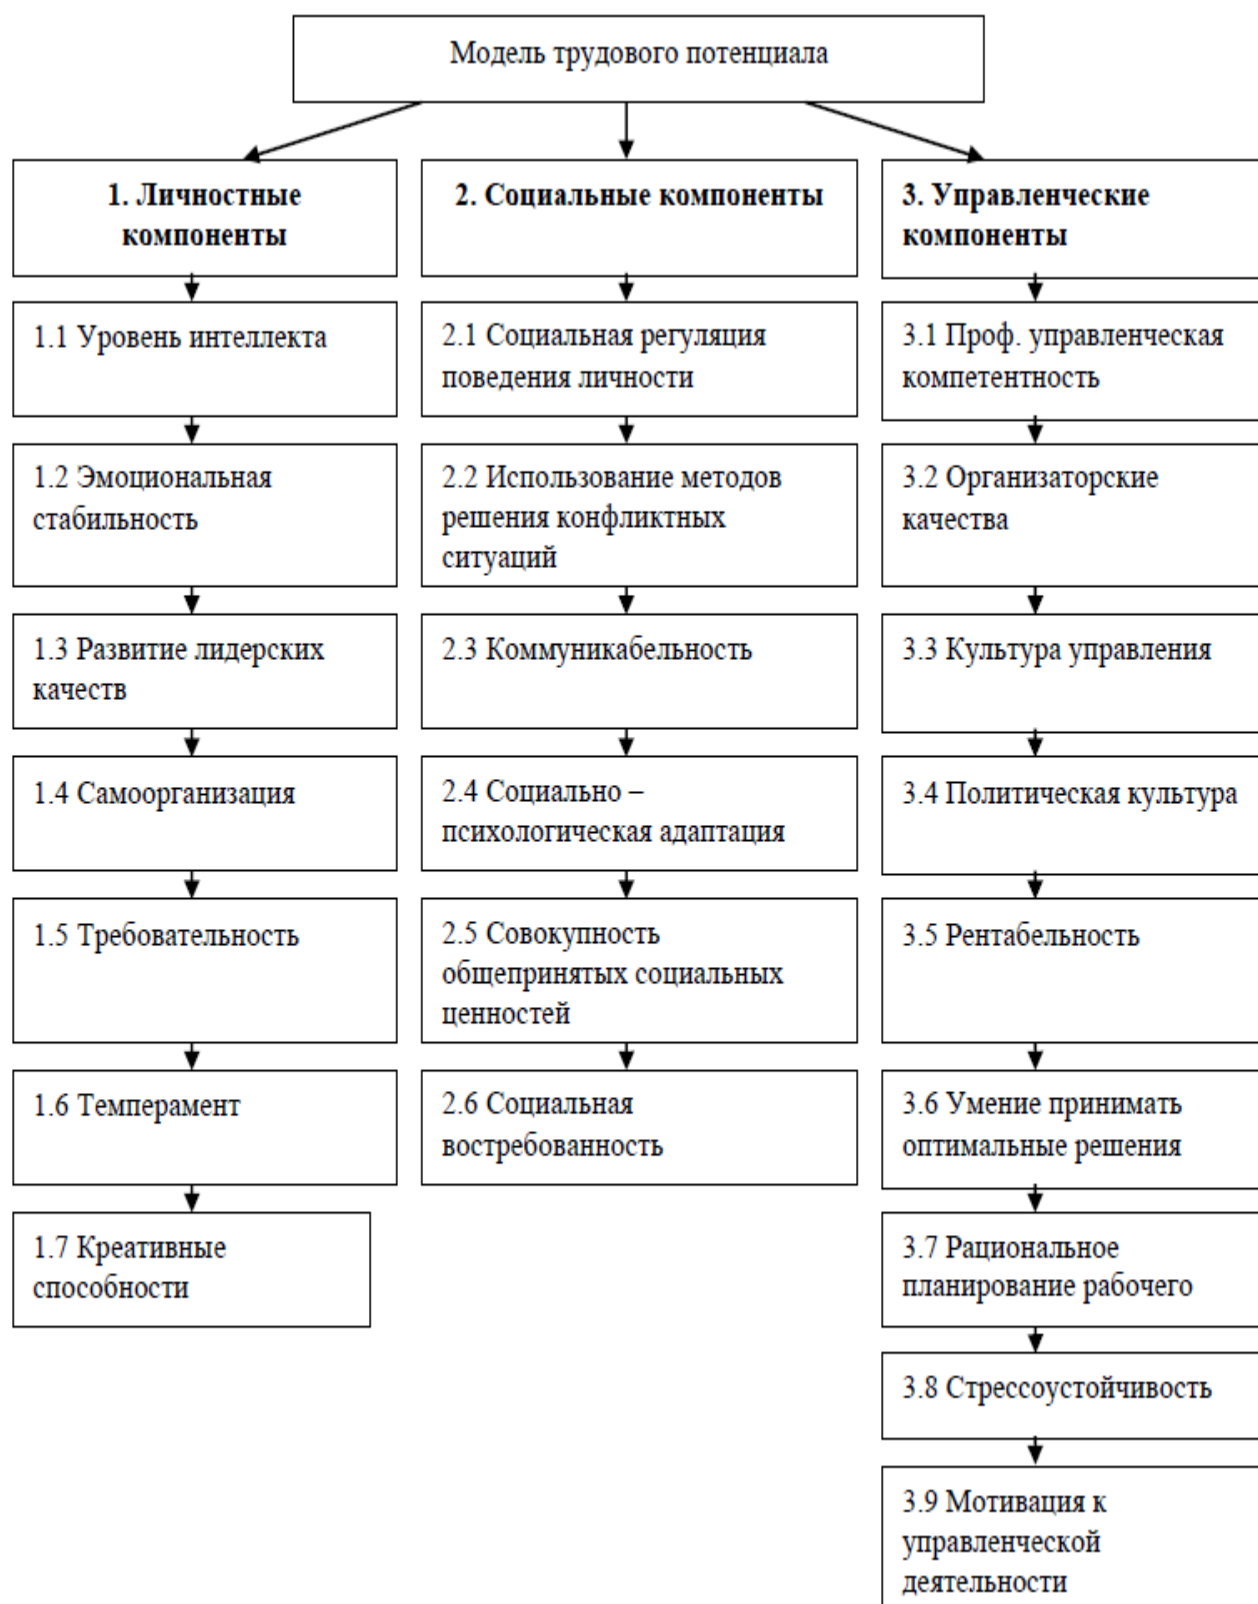 Модель трудового потенциала
1. Личностные
компоненты
1.1 Уровень интеллекта
1.2 Эмоциональная
стабильность
1.3 Развитие лидерских
качеств
1.4 Самоорганизация
1.5 Требовательность
1.6 Темперамент
1.7 Креативные
способности
2. Социальные компоненты
2.1 Социальная регуляция
поведения личности
2.2 Использование методов
решения конфликтных
ситуаций
2.3 Коммуникабельность
2.4 Социально –
психологическая адаптация
2.5 Совокупность
общепринятых социальных
ценностей
2.6 Социальная
востребованность
3. Управленческие
компоненты
3.1 Проф. управленческая
компетентность
3.2 Организаторские
качества
3.3 Культура управления
3.4 Политическая культура
3.5 Рентабельность
3.6 Умение принимать
оптимальные решения
3.7 Рациональное
планирование рабочего
3.8 Стрессоустойчивость
3.9 Мотивация к
управленческой
деятельности